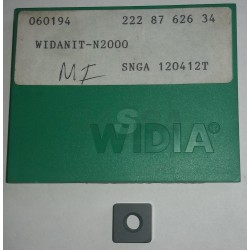 060194 222 87 626 34
WIDANIT-N2000
MI SNGA 120412T
WIDIA